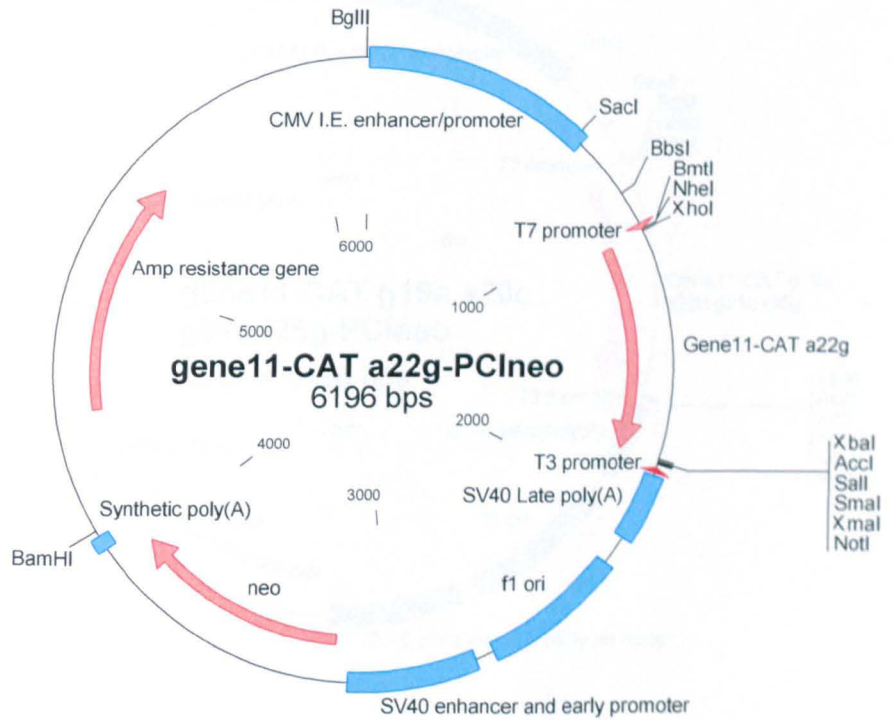 BglII
SacI
CMV I.E. enhancer/promoter
BbsI
BmtI
NheI
XhoI
T7 promoter
6000
Amp resistance gene
1000
5000
Gene11-CAT a22g
gene11-CAT a22g-PCIneo
6196 bps
2000
4000
T3 promoter
XbaI
AccI
SalI
SmaI
XmaI
NotI
3000
SV40 Late poly(A)
Synthetic poly(A)
BamHI
f1 ori
neo
SV40 enhancer and early promoter